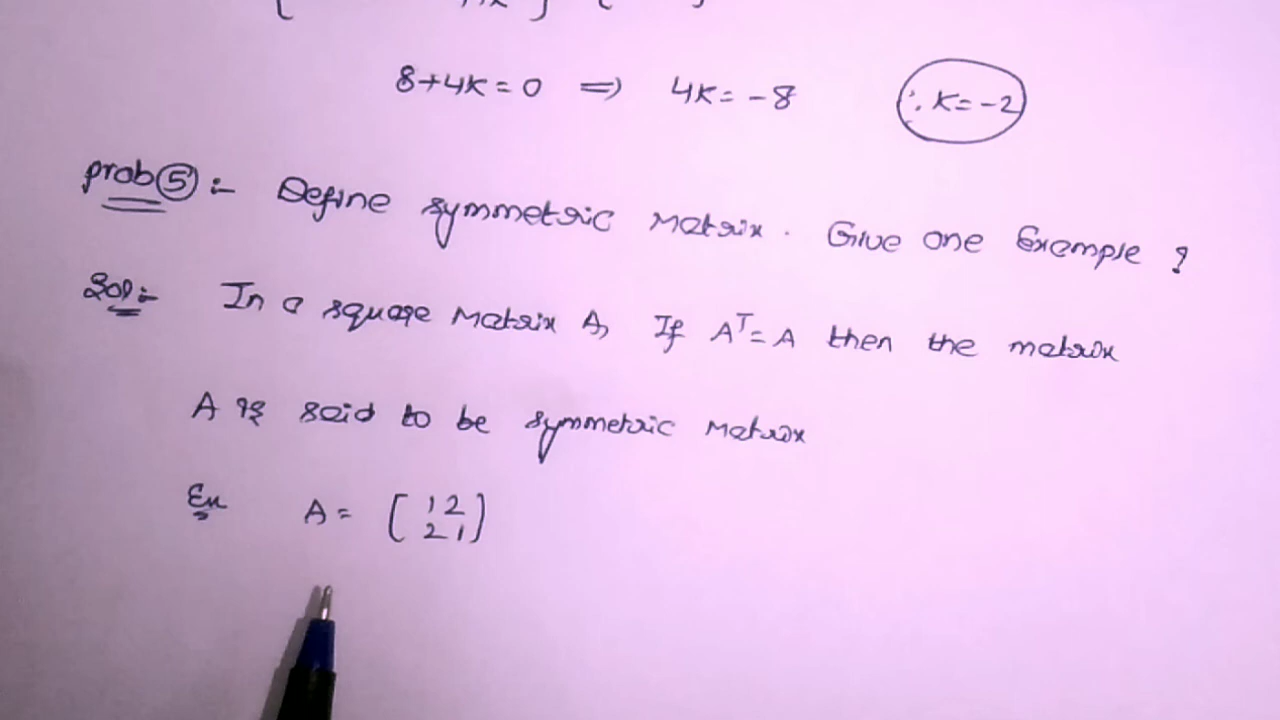 8+4K=0 => 4K=-8 ∴ K=-2
prob⑤:- Define symmetric Matrix. Give one Example ?
Sol:- In a square Matrix A, If Aᵀ=A then the matrix
A is said to be symmetric Matrix
Ex A = [1 2
2 1]